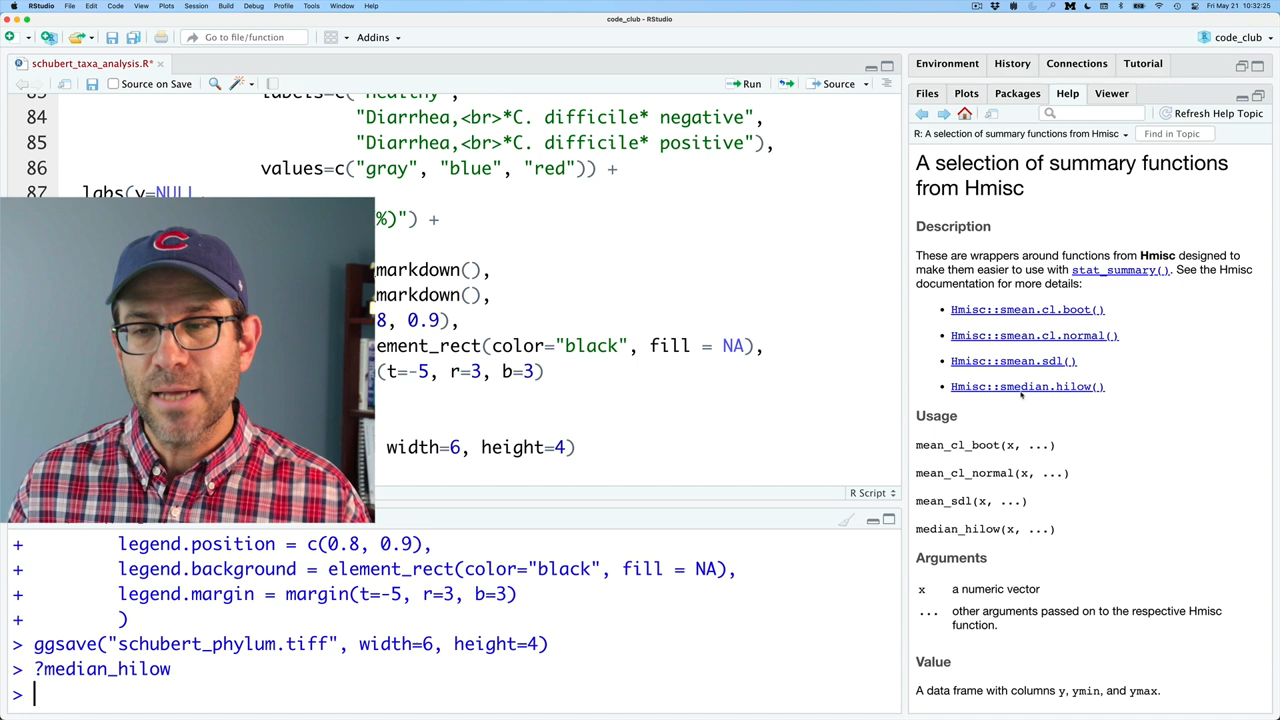 RStudio File Edit Code View Plots Session Build Debug Profile Tools Window Help
Fri May 21 10:32:25
code_club - RStudio
Go to file/function
Addins
code_club
schubert_taxa_analysis.R*
Source on Save
Run
Source
84 "Diarrhea,<br>*C. difficile* negative",
85 "Diarrhea,<br>*C. difficile* positive"),
86 values=c("gray", "blue", "red")) +
87 labs(y=NULL,
%)") +
markdown(),
markdown(),
8, 0.9),
ement_rect(color="black", fill = NA),
(t=-5, r=3, b=3)
width=6, height=4)
R Script
+ legend.position = c(0.8, 0.9),
+ legend.background = element_rect(color="black", fill = NA),
+ legend.margin = margin(t=-5, r=3, b=3)
+ )
> ggsave("schubert_phylum.tiff", width=6, height=4)
> ?median_hilow
>
Environment History Connections Tutorial
Files Plots Packages Help Viewer
Refresh Help Topic
R: A selection of summary functions from Hmisc
Find in Topic
A selection of summary functions
from Hmisc
Description
These are wrappers around functions from Hmisc designed to
make them easier to use with stat_summary(). See the Hmisc
documentation for more details:
• Hmisc::smean.cl.boot()
• Hmisc::smean.cl.normal()
• Hmisc::smean.sdl()
• Hmisc::smedian.hilow()
Usage
mean_cl_boot(x, ...)
mean_cl_normal(x, ...)
mean_sdl(x, ...)
median_hilow(x, ...)
Arguments
x a numeric vector
... other arguments passed on to the respective Hmisc
function.
Value
A data frame with columns y, ymin, and ymax.